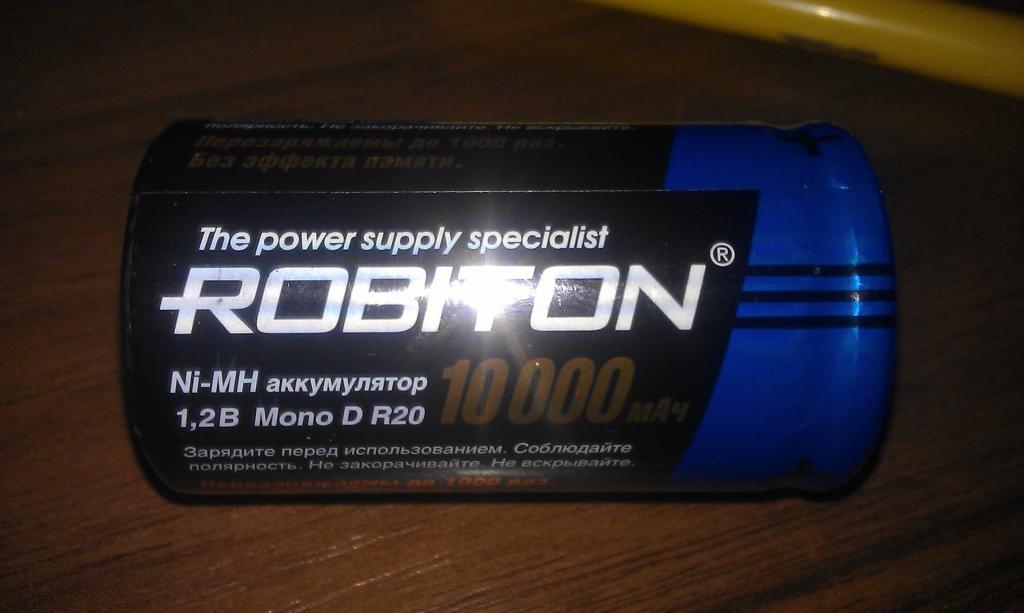 полярность. Не закорачивайте. Не вскрывайте.
Перезаряжаемы до 1000 раз.
Без эффекта памяти.
+
The power supply specialist
ROBITON®
Ni-MH аккумулятор 10000 мАч
1,2В Mono D R20
Зарядите перед использованием. Соблюдайте
полярность. Не закорачивайте. Не вскрывайте.
Перезаряжаемы до 1000 раз.
+